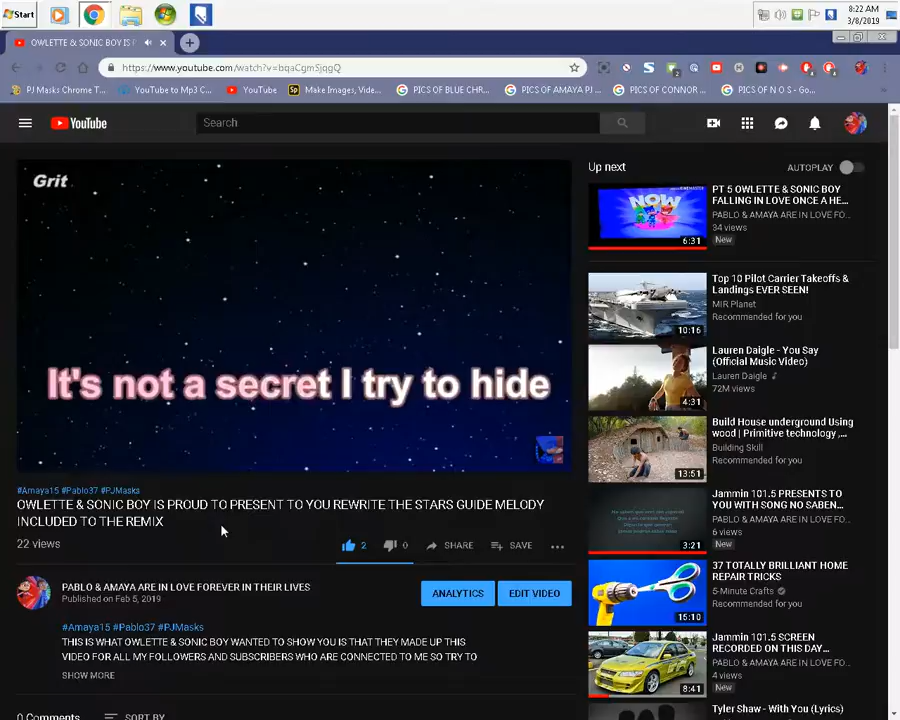 Start
8:22 AM
3/8/2019
OWLETTE & SONIC BOY IS
https://www.youtube.com/watch?v=bqaCgmSjqgQ
PJ Masks Chrome T...
YouTube to Mp3 C...
YouTube
Make Images, Vide...
PICS OF BLUE CHR...
PICS OF AMAYA PJ ...
PICS OF CONNOR ...
PICS OF N O S - Go...
YouTube
Search
Grit
It's not a secret I try to hide
#Amaya15 #Pablo37 #PJMasks
OWLETTE & SONIC BOY IS PROUD TO PRESENT TO YOU REWRITE THE STARS GUIDE MELODY
INCLUDED TO THE REMIX
22 views
2
0
SHARE
SAVE
PABLO & AMAYA ARE IN LOVE FOREVER IN THEIR LIVES
Published on Feb 5, 2019
ANALYTICS
EDIT VIDEO
#Amaya15 #Pablo37 #PJMasks
THIS IS WHAT OWLETTE & SONIC BOY WANTED TO SHOW YOU IS THAT THEY MADE UP THIS
VIDEO FOR ALL MY FOLLOWERS AND SUBSCRIBERS WHO ARE CONNECTED TO ME SO TRY TO
SHOW MORE
0 Comments
SORT BY
Up next
AUTOPLAY
NOW
6:31
PT 5 OWLETTE & SONIC BOY
FALLING IN LOVE ONCE A HE...
PABLO & AMAYA ARE IN LOVE FO...
34 views
New
10:16
Top 10 Pilot Carrier Takeoffs &
Landings EVER SEEN!
MIR Planet
Recommended for you
4:31
Lauren Daigle - You Say
(Official Music Video)
Lauren Daigle
72M views
13:51
Build House underground Using
wood | Primitive technology ,...
Building Skill
Recommended for you
3:21
Jammin 101.5 PRESENTS TO
YOU WITH SONG NO SABEN...
PABLO & AMAYA ARE IN LOVE FO...
6 views
New
15:10
37 TOTALLY BRILLIANT HOME
REPAIR TRICKS
5-Minute Crafts
Recommended for you
8:41
Jammin 101.5 SCREEN
RECORDED ON THIS DAY...
PABLO & AMAYA ARE IN LOVE FO...
4 views
New
Tyler Shaw - With You (Lyrics)